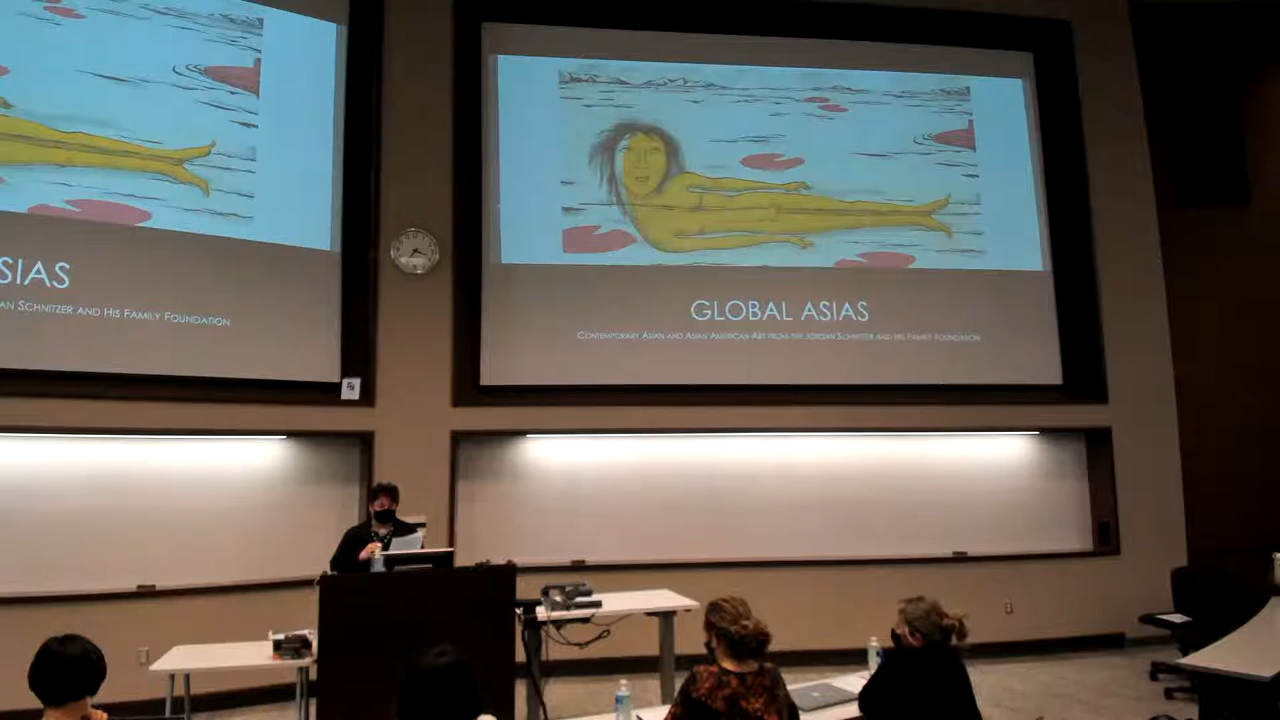 SIAS
AN SCHNITZER AND HIS FAMILY FOUNDATION
GLOBAL ASIAS
CONTEMPORARY ASIAN AND ASIAN AMERICAN ART FROM THE JORDAN SCHNITZER AND HIS FAMILY FOUNDATION